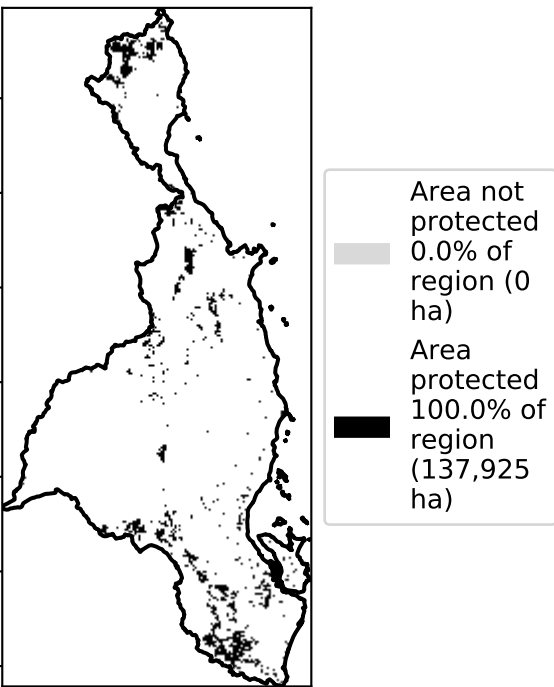 Area not
protected
0.0% of
region (0
ha)
Area
protected
100.0% of
region
(137,925
ha)